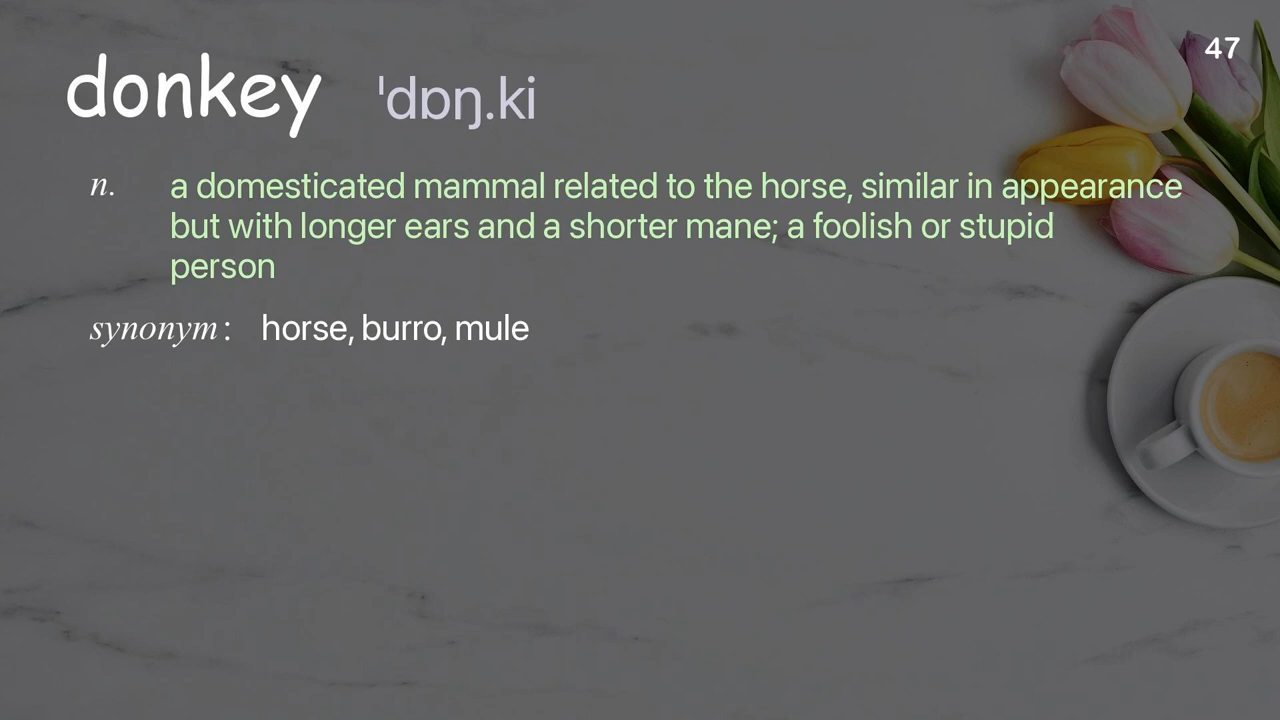 47
donkey ˈdɒŋ.ki
n. a domesticated mammal related to the horse, similar in appearance
but with longer ears and a shorter mane; a foolish or stupid
person
synonym: horse, burro, mule